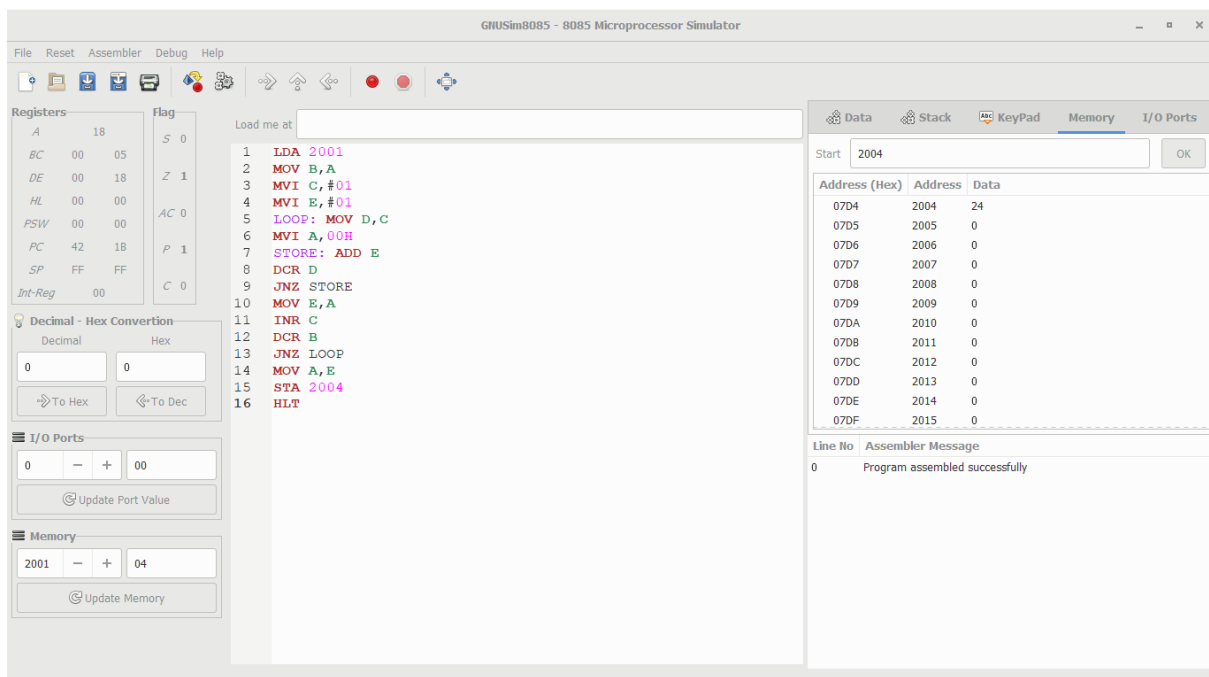 GNUSim8085 - 8085 Microprocessor Simulator
File Reset Assembler Debug Help
Registers
A 18
BC 00 05
DE 00 18
HL 00 00
PSW 00 00
PC 42 1B
SP FF FF
Int-Reg 00
Flag
S 0
Z 1
AC 0
P 1
C 0
Decimal - Hex Convertion
Decimal Hex
0 0
To Hex To Dec
I/O Ports
0 − + 00
Update Port Value
Memory
2001 − + 04
Update Memory
Load me at
1 LDA 2001
2 MOV B,A
3 MVI C,#01
4 MVI E,#01
5 LOOP: MOV D,C
6 MVI A,00H
7 STORE: ADD E
8 DCR D
9 JNZ STORE
10 MOV E,A
11 INR C
12 DCR B
13 JNZ LOOP
14 MOV A,E
15 STA 2004
16 HLT
Data Stack Abc KeyPad Memory I/O Ports
Start 2004 OK
Address (Hex) Address Data
07D4 2004 24
07D5 2005 0
07D6 2006 0
07D7 2007 0
07D8 2008 0
07D9 2009 0
07DA 2010 0
07DB 2011 0
07DC 2012 0
07DD 2013 0
07DE 2014 0
07DF 2015 0
Line No Assembler Message
0 Program assembled successfully